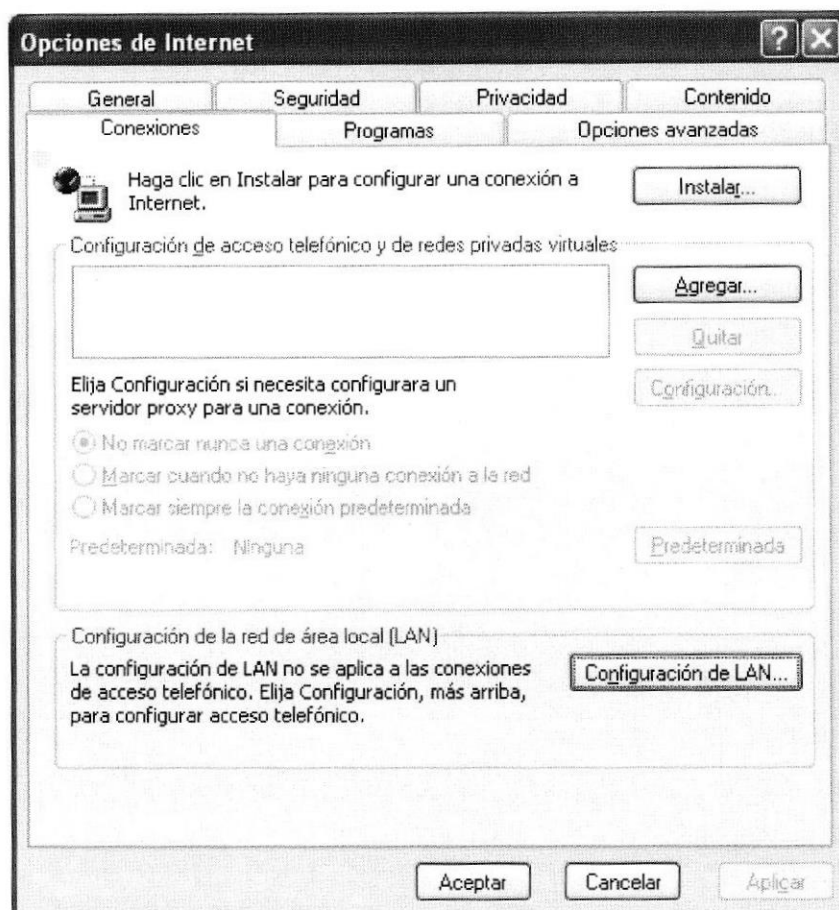 Opciones de Internet
General
Seguridad
Privacidad
Contenido
Conexiones
Programas
Opciones avanzadas
Haga clic en Instalar para configurar una conexión a
Internet.
Instalar...
Configuración de acceso telefónico y de redes privadas virtuales
Agregar...
Quitar
Elija Configuración si necesita configurara un
servidor proxy para una conexión.
Configuración..
No marcar nunca una conexión
Marcar cuando no haya ninguna conexión a la red
Marcar siempre la conexión predeterminada
Predeterminada: Ninguna
Predeterminada
Configuración de la red de área local (LAN)
La configuración de LAN no se aplica a las conexiones
de acceso telefónico. Elija Configuración, más arriba,
para configurar acceso telefónico.
Configuración de LAN...
Aceptar
Cancelar
Aplicar